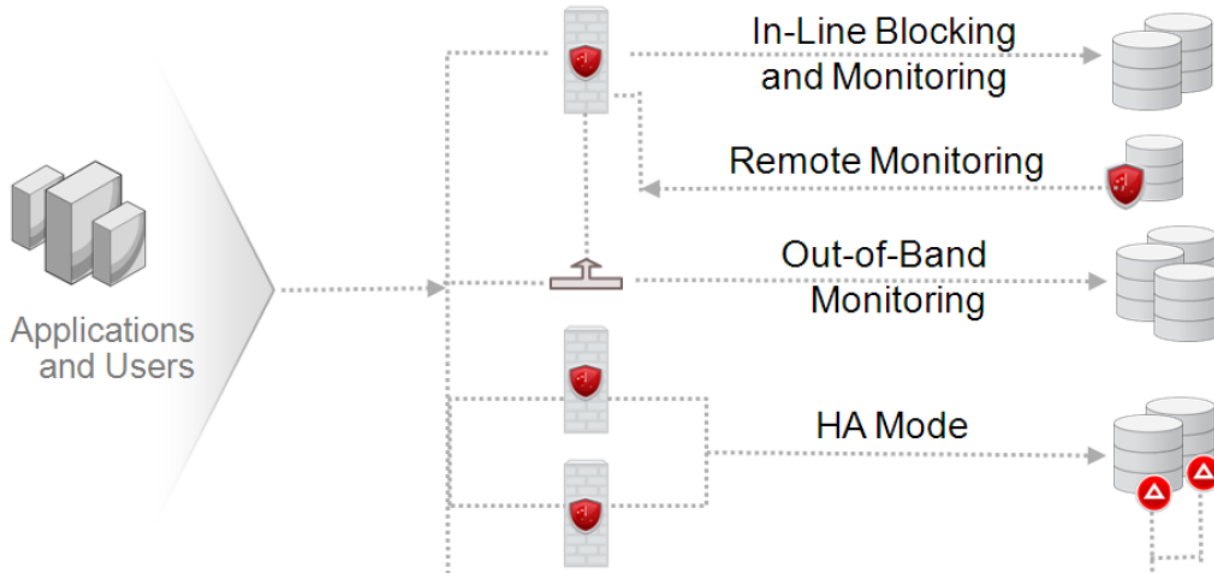 In-Line Blocking
and Monitoring
Remote Monitoring
Out-of-Band
Monitoring
Applications
and Users
HA Mode